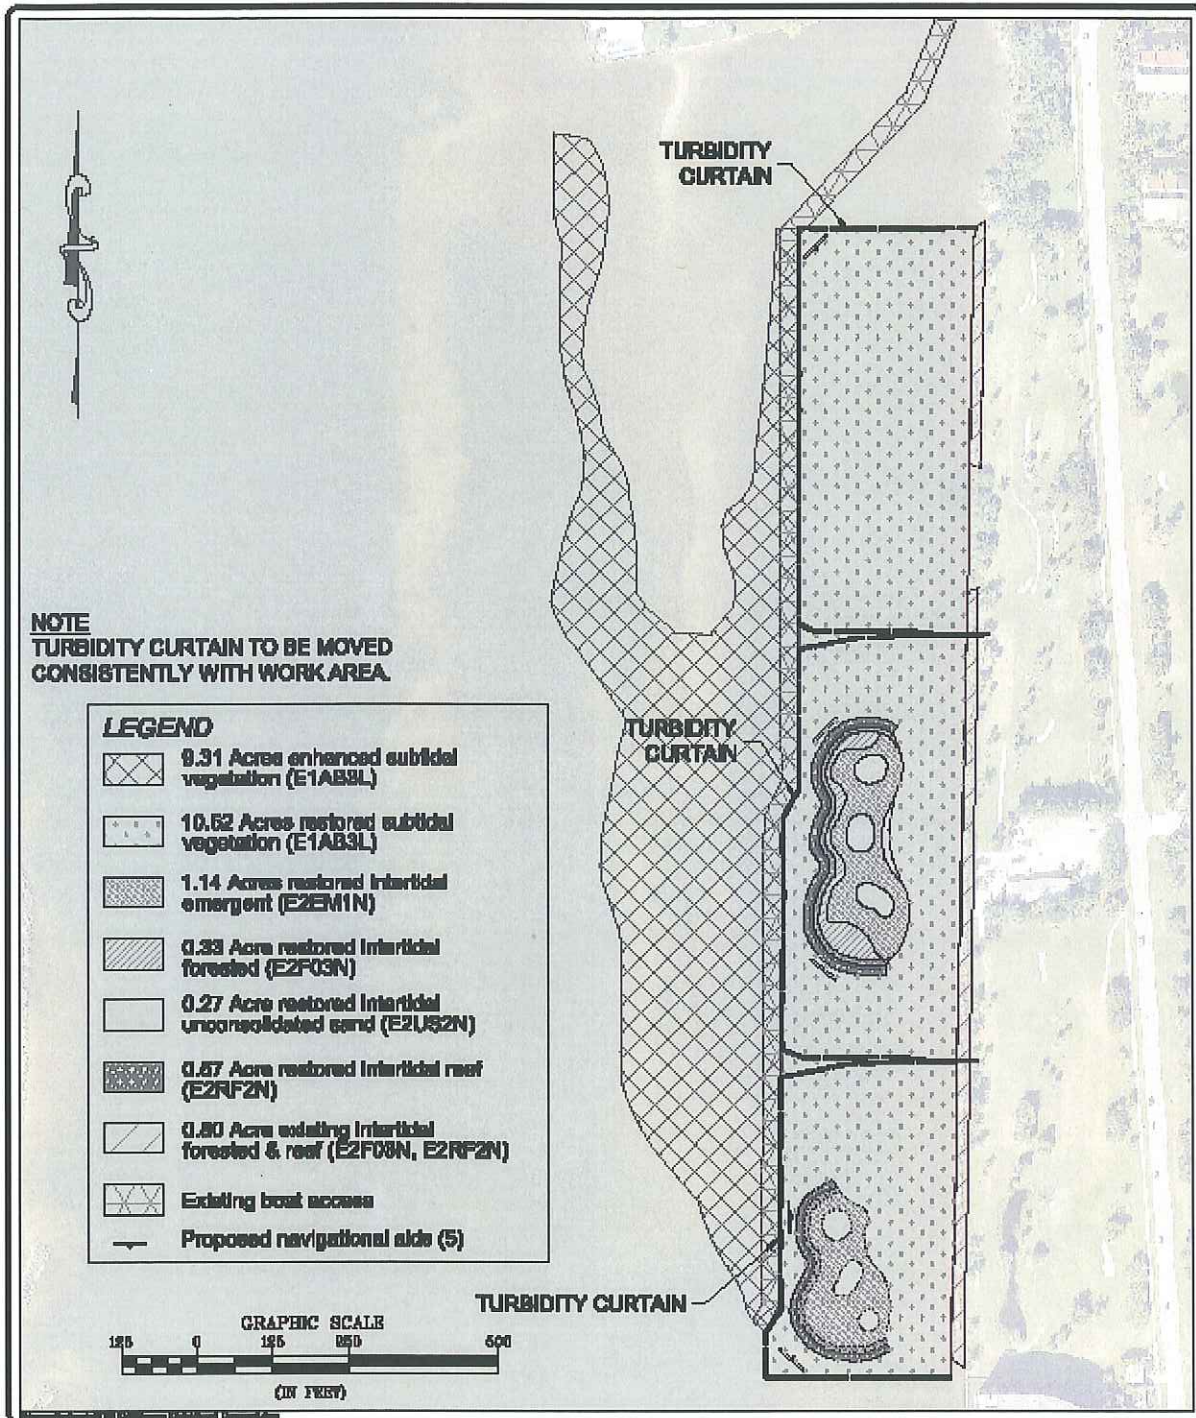 TURBIDITY
CURTAIN
NOTE
TURBIDITY CURTAIN TO BE MOVED
CONSISTENTLY WITH WORK AREA.
TURBIDITY
CURTAIN
LEGEND
9.31 Acres enhanced subtidal
vegetation (E1AB3L)
10.52 Acres restored subtidal
vegetation (E1AB3L)
1.14 Acres restored intertidal
emergent (E2EM1N)
0.33 Acre restored intertidal
forested (E2FO3N)
0.27 Acre restored intertidal
unconsolidated sand (E2US2N)
0.57 Acre restored intertidal reef
(E2RF2N)
0.80 Acre existing intertidal
forested & reef (E2FO3N, E2RF2N)
Existing boat access
Proposed navigational aids (5)
TURBIDITY CURTAIN
GRAPHIC SCALE
125 0 125 250 500
(IN FEET)